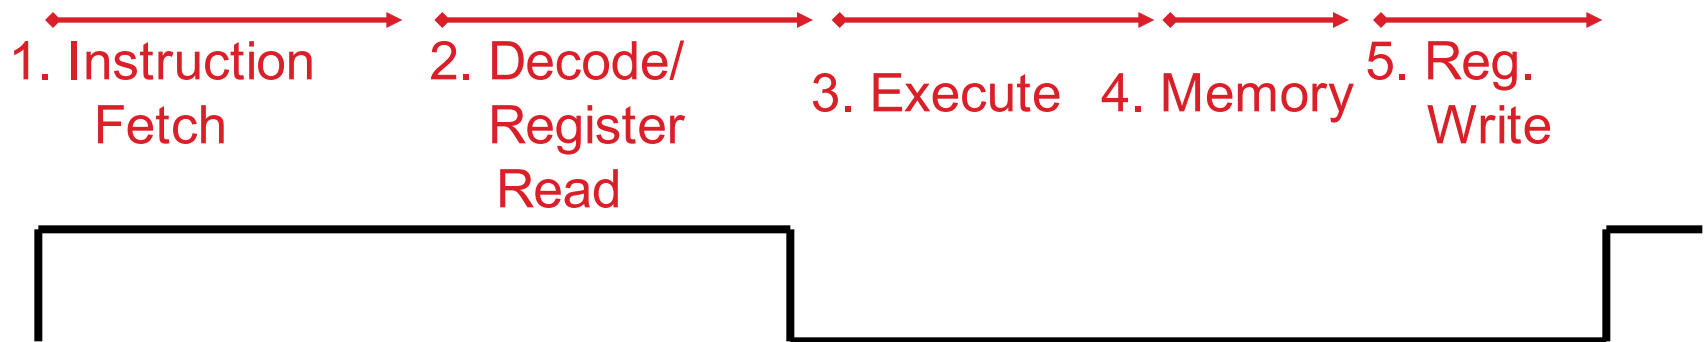 1. Instruction
Fetch
2. Decode/
Register
Read
3. Execute
4. Memory
5. Reg.
Write